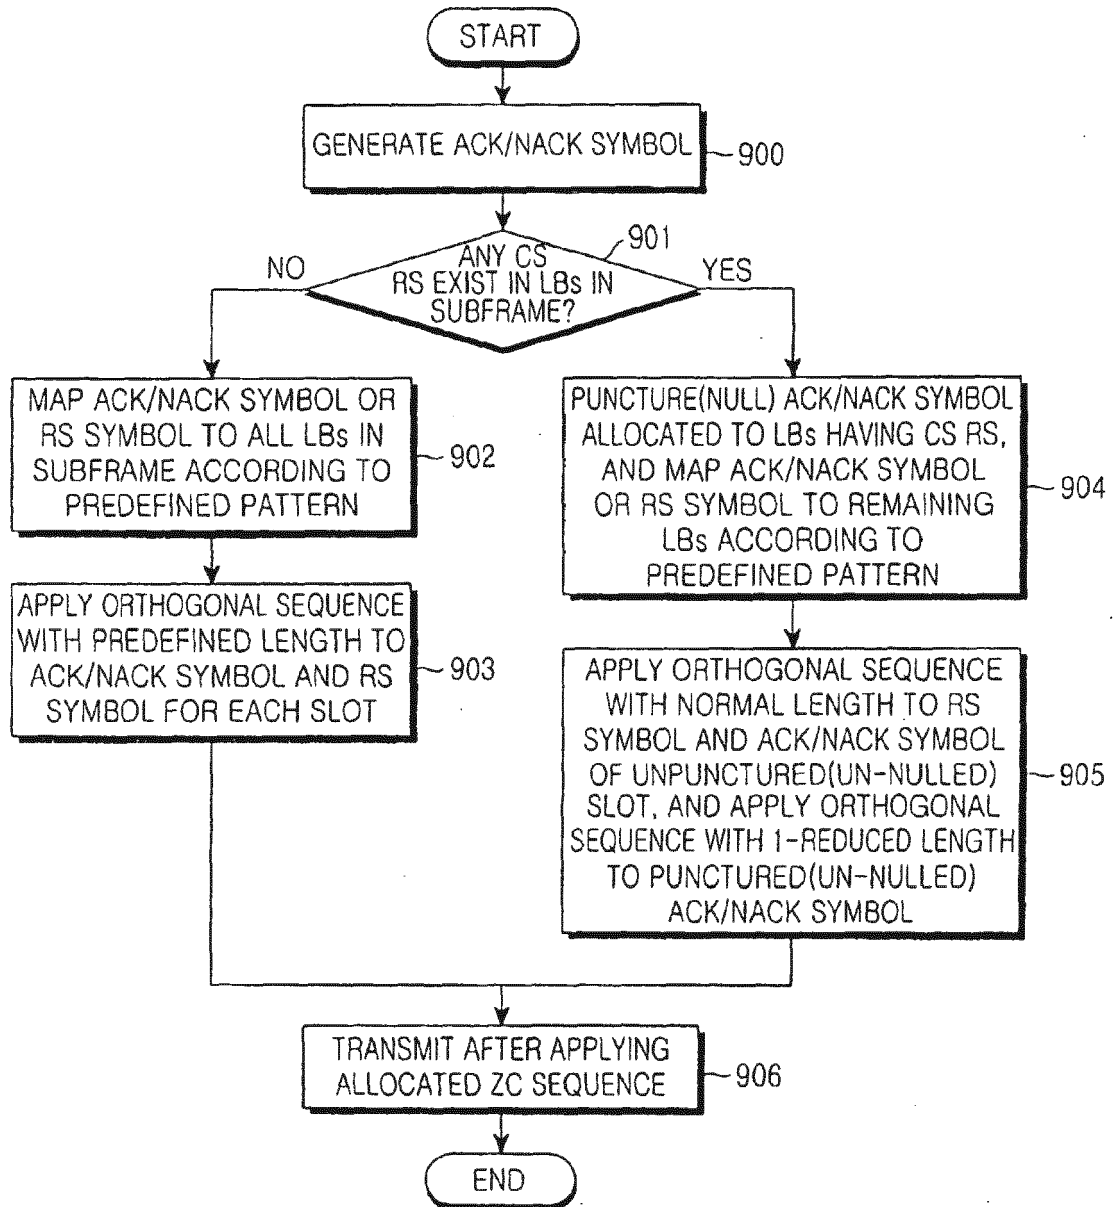 START
GENERATE ACK/NACK SYMBOL
900
ANY CS
RS EXIST IN LBs IN
SUBFRAME?
901
NO
YES
MAP ACK/NACK SYMBOL OR
RS SYMBOL TO ALL LBs IN
SUBFRAME ACCORDING TO
PREDEFINED PATTERN
902
APPLY ORTHOGONAL SEQUENCE
WITH PREDEFINED LENGTH TO
ACK/NACK SYMBOL AND RS
SYMBOL FOR EACH SLOT
903
PUNCTURE(NULL) ACK/NACK SYMBOL
ALLOCATED TO LBs HAVING CS RS,
AND MAP ACK/NACK SYMBOL
OR RS SYMBOL TO REMAINING
LBs ACCORDING TO
PREDEFINED PATTERN
904
APPLY ORTHOGONAL SEQUENCE
WITH NORMAL LENGTH TO RS
SYMBOL AND ACK/NACK SYMBOL
OF UNPUNCTURED(UN-NULLED)
SLOT, AND APPLY ORTHOGONAL
SEQUENCE WITH 1-REDUCED LENGTH
TO PUNCTURED(UN-NULLED)
ACK/NACK SYMBOL
905
TRANSMIT AFTER APPLYING
ALLOCATED ZC SEQUENCE
906
END